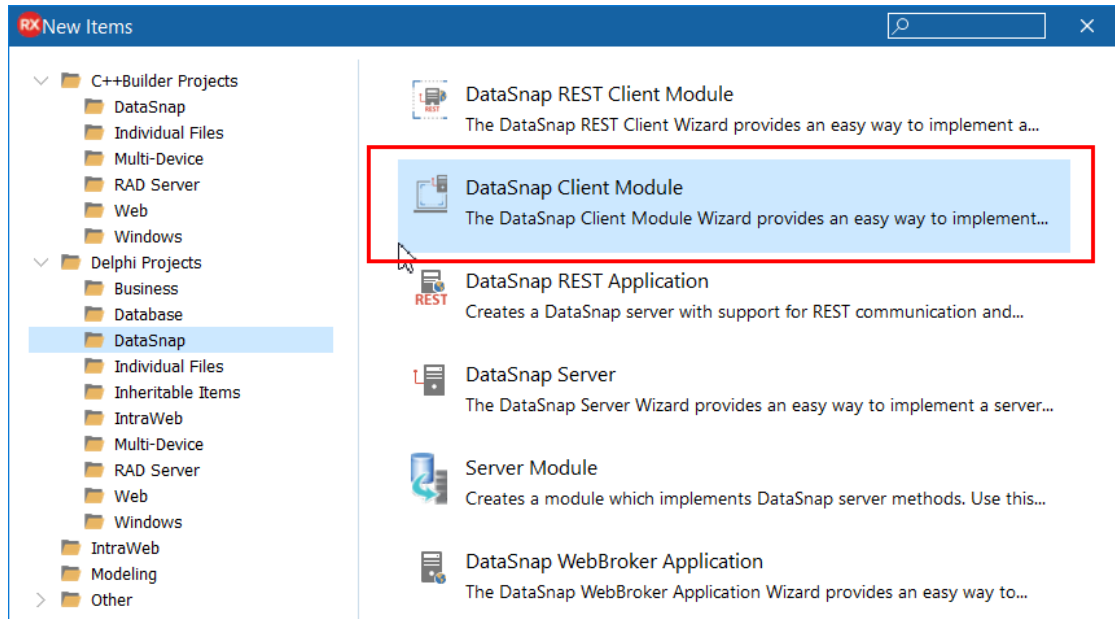 RX New Items
C++Builder Projects
DataSnap
Individual Files
Multi-Device
RAD Server
Web
Windows
Delphi Projects
Business
Database
DataSnap
Individual Files
Inheritable Items
IntraWeb
Multi-Device
RAD Server
Web
Windows
IntraWeb
Modeling
Other
REST
DataSnap REST Client Module
The DataSnap REST Client Wizard provides an easy way to implement a...
DataSnap Client Module
The DataSnap Client Module Wizard provides an easy way to implement...
REST
DataSnap REST Application
Creates a DataSnap server with support for REST communication and...
DataSnap Server
The DataSnap Server Wizard provides an easy way to implement a server...
Server Module
Creates a module which implements DataSnap server methods. Use this...
DataSnap WebBroker Application
The DataSnap WebBroker Application Wizard provides an easy way to...